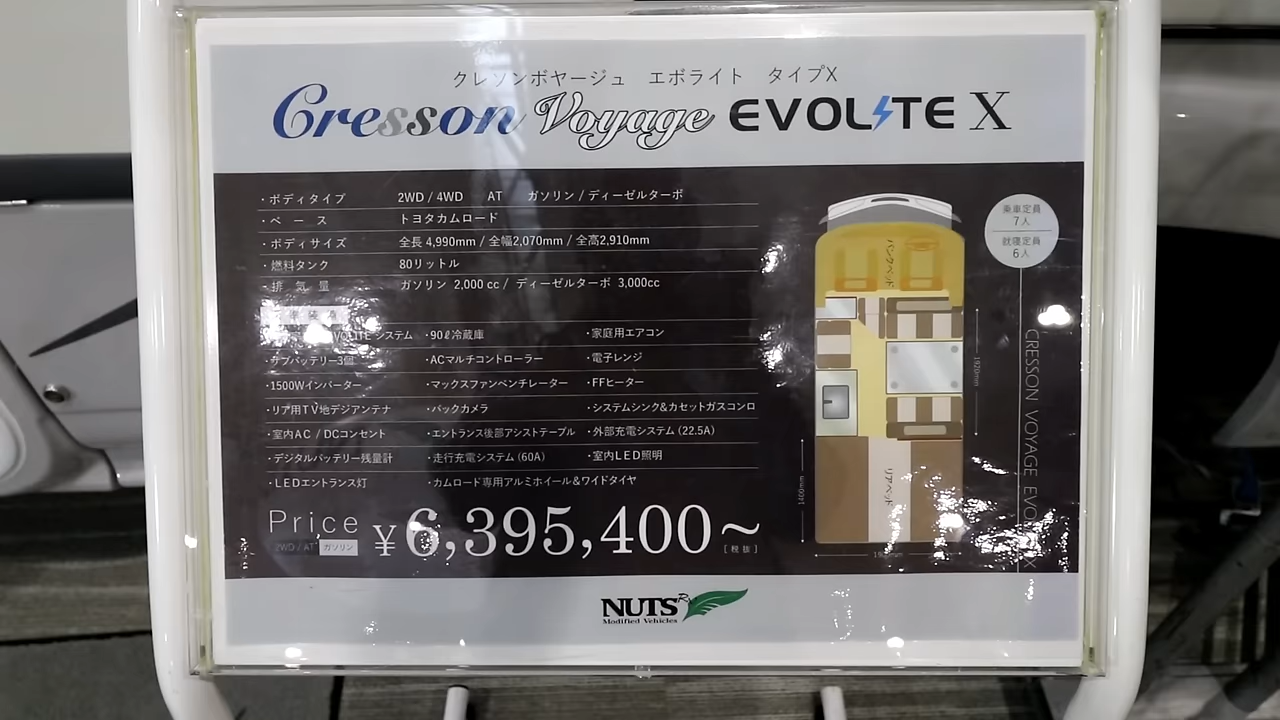 クレソンボヤージュ エボライト タイプX
Cresson Voyage EVOLITE X
・ボディタイプ 2WD / 4WD AT ガソリン / ディーゼルターボ
・ベース トヨタカムロード
・ボディサイズ 全長 4,990mm / 全幅2,070mm / 全高2,910mm
・燃料タンク 80リットル
・排気量 ガソリン 2,000 cc / ディーゼルターボ 3,000cc
VOLITE システム ・90ℓ冷蔵庫 ・家庭用エアコン
・サブバッテリー3個 ・ACマルチコントローラー ・電子レンジ
・1500Wインバーター ・マックスファンベンチレーター ・FFヒーター
・リア用TV地デジアンテナ ・バックカメラ ・システムシンク&カセットガスコンロ
・室内AC / DCコンセント ・エントランス後部アシストテーブル ・外部充電システム (22.5A)
・デジタルバッテリー残量計 ・走行充電システム (60A) ・室内LED照明
・LEDエントランス灯 ・カムロード専用アルミホイール&ワイドタイヤ
Price
2WD / AT ガソリン ¥6,395,400~ [税抜]
乗車定員
7人
就寝定員
6人
バンクベッド
1920mm
リアベッド
1400mm
CRESSON VOYAGE EVO X
NUTS RV
Modified Vehicles